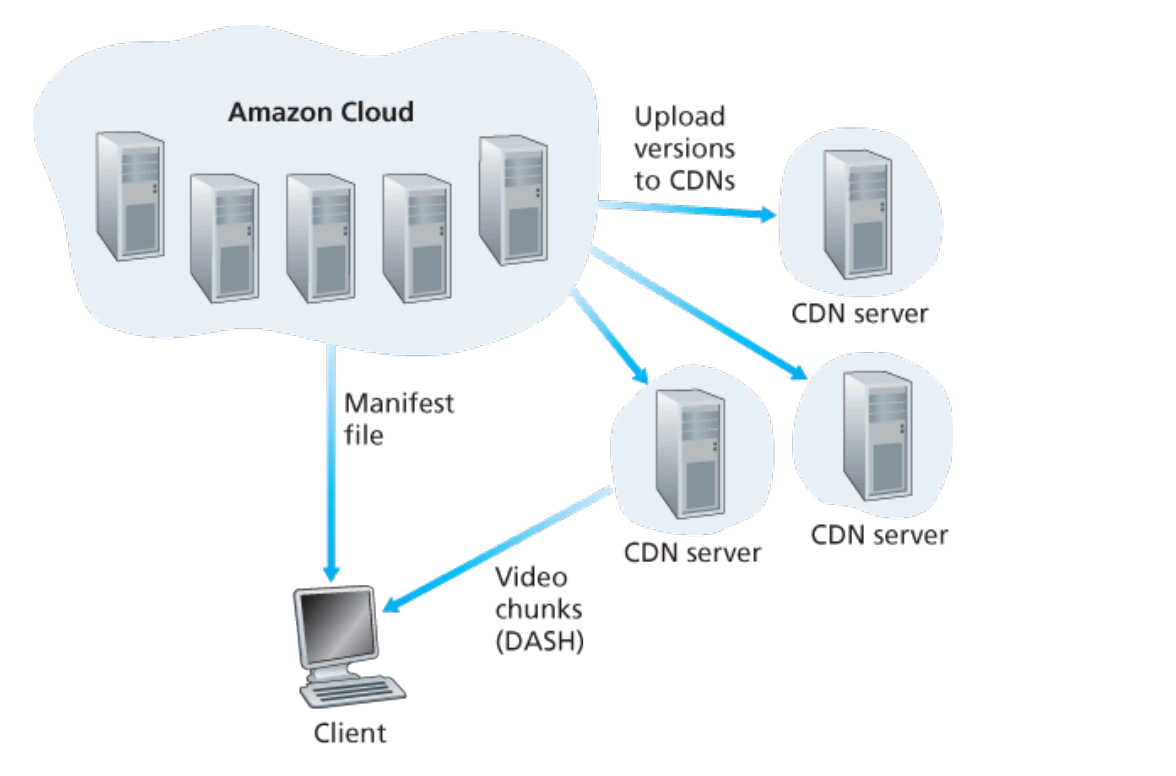 Amazon Cloud
Upload
versions
to CDNs
CDN server
Manifest
file
CDN server
CDN server
Video
chunks
(DASH)
Client